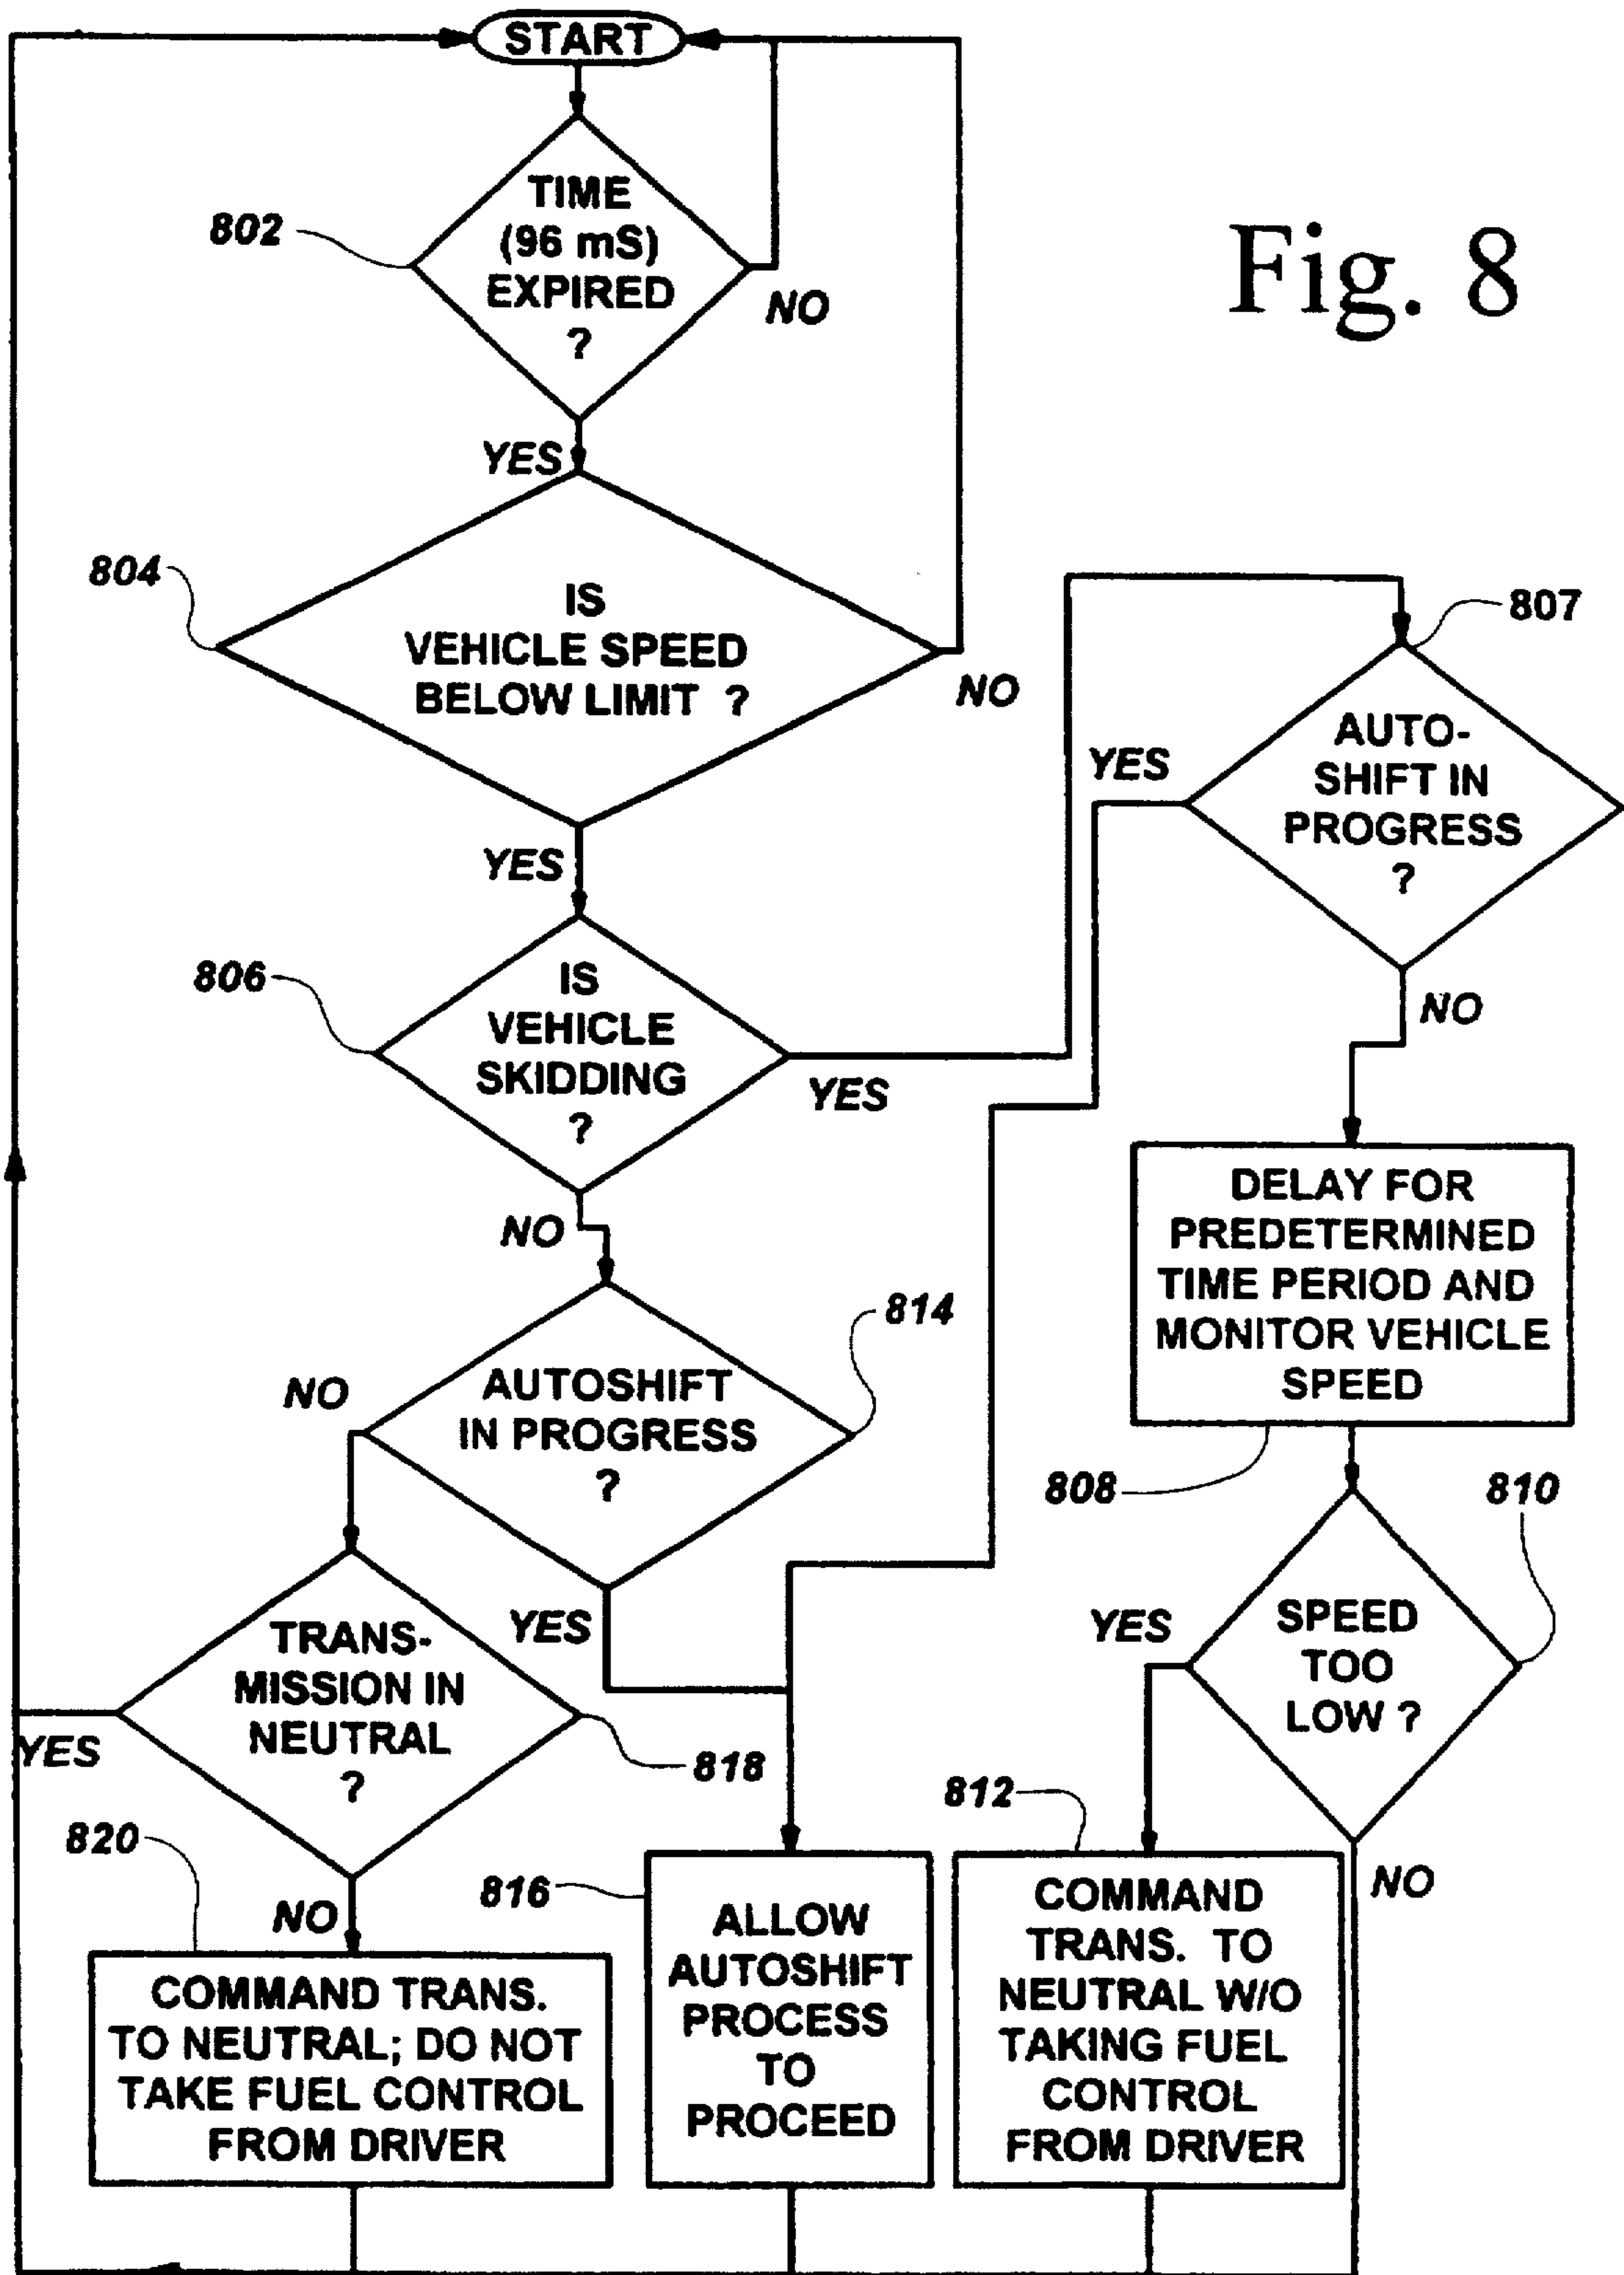 START
Fig. 8
802
TIME
(96 mS)
EXPIRED
?
NO
YES
804
IS
VEHICLE SPEED
BELOW LIMIT ?
NO
YES
806
IS
VEHICLE
SKIDDING
?
YES
NO
807
AUTO-
SHIFT IN
PROGRESS
?
YES
NO
DELAY FOR
PREDETERMINED
TIME PERIOD AND
MONITOR VEHICLE
SPEED
808
814
AUTOSHIFT
IN PROGRESS
?
NO
YES
810
SPEED
TOO
LOW ?
YES
NO
TRANS-
MISSION IN
NEUTRAL
?
818
YES
NO
820
COMMAND TRANS.
TO NEUTRAL; DO NOT
TAKE FUEL CONTROL
FROM DRIVER
816
ALLOW
AUTOSHIFT
PROCESS
TO
PROCEED
812
COMMAND
TRANS. TO
NEUTRAL W/O
TAKING FUEL
CONTROL
FROM DRIVER